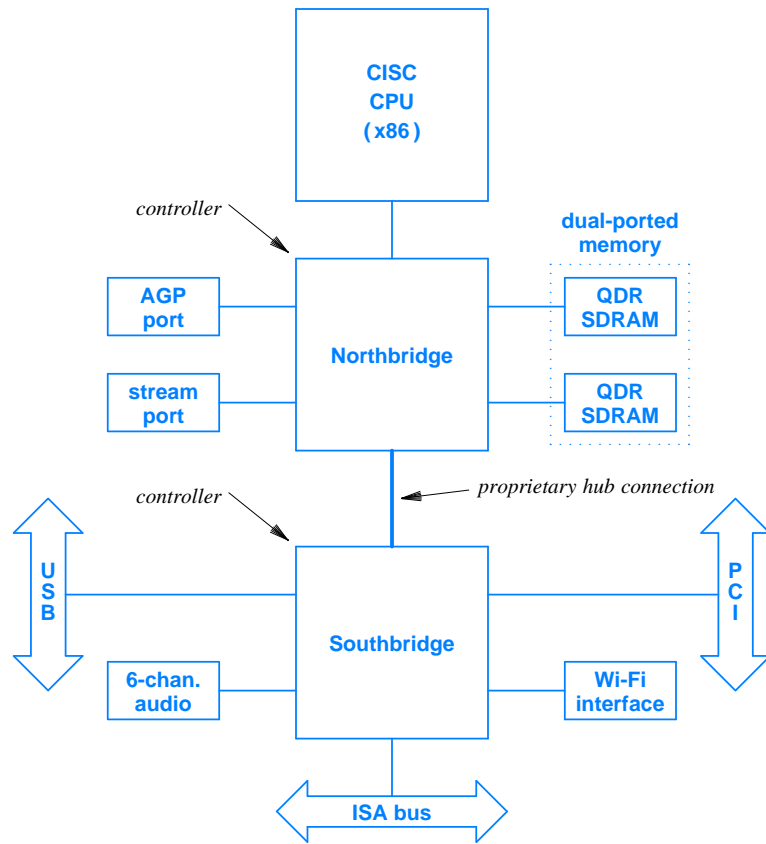 CISC
CPU
( x86 )
controller
dual-ported
memory
AGP
port
QDR
SDRAM
Northbridge
stream
port
QDR
SDRAM
controller
proprietary hub connection
U
S
B
P
C
I
Southbridge
6-chan.
audio
Wi-Fi
interface
ISA bus